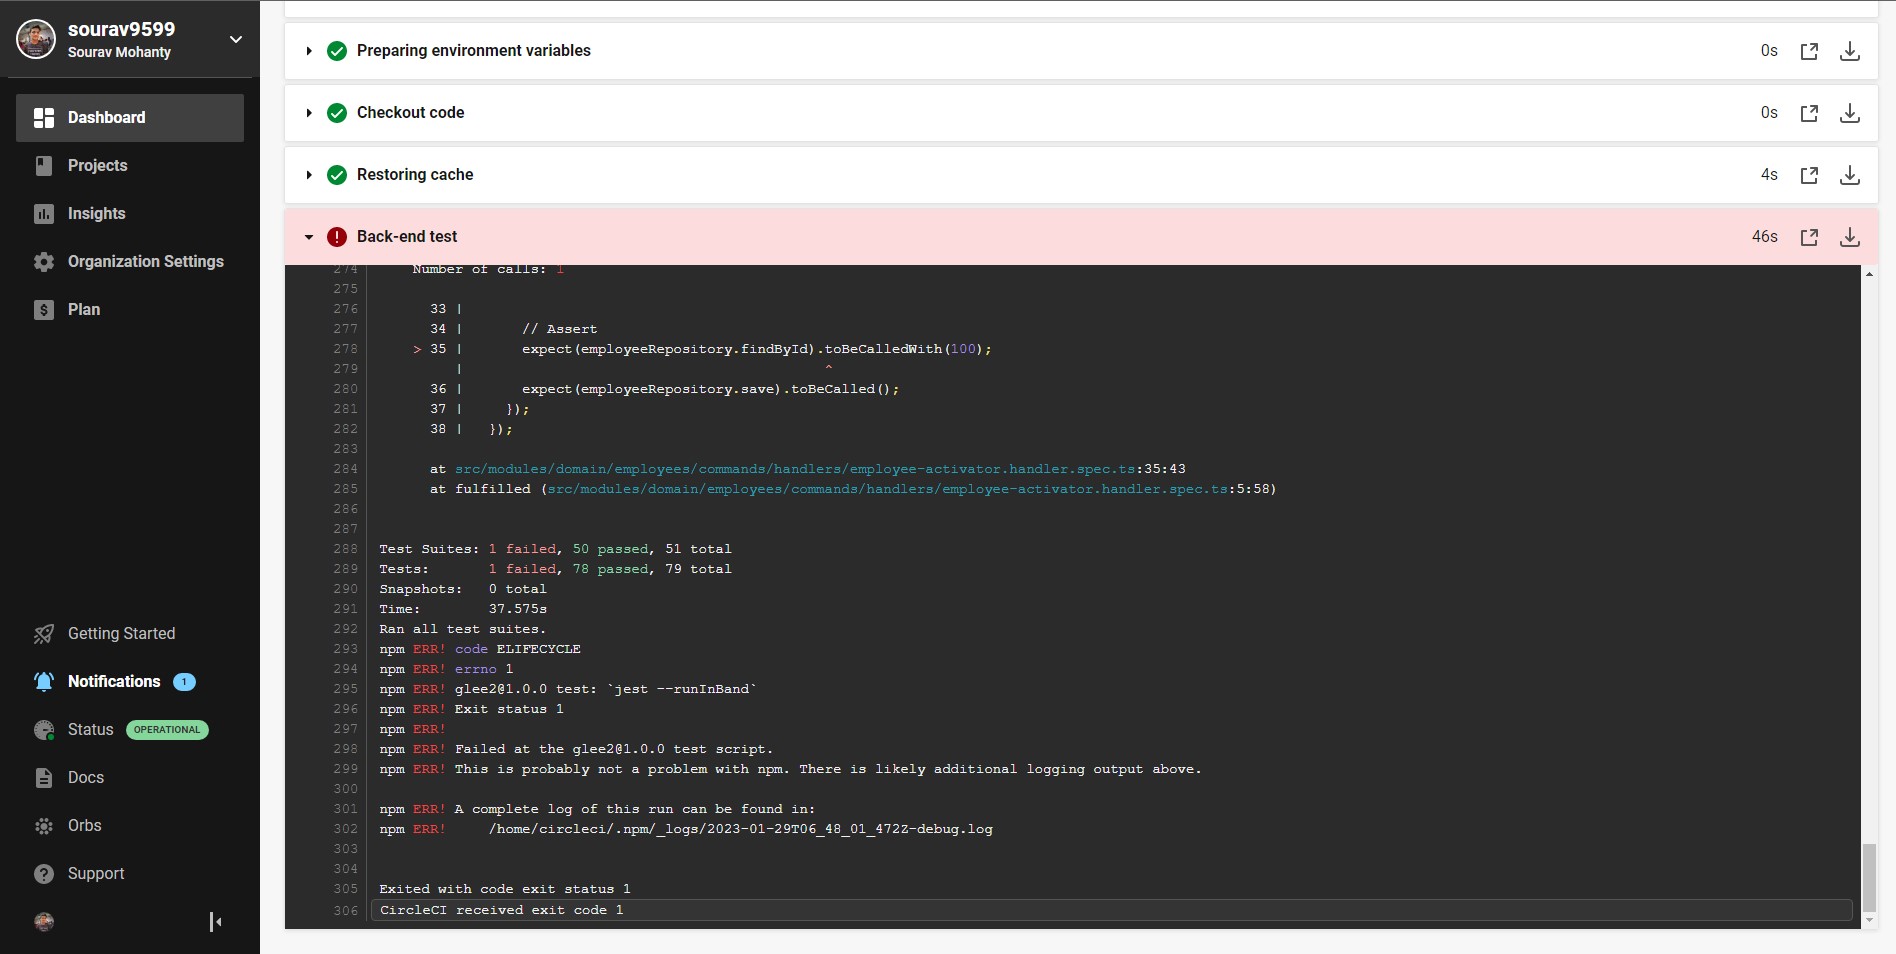 sourav9599
Sourav Mohanty
Dashboard
Projects
Insights
Organization Settings
Plan
Getting Started
Notifications 1
Status OPERATIONAL
Docs
Orbs
Support
Preparing environment variables 0s
Checkout code 0s
Restoring cache 4s
! Back-end test 46s
274 Number of calls: 1
275
276 33 |
277 34 | // Assert
278 > 35 | expect(employeeRepository.findById).toBeCalledWith(100);
279 | ^
280 36 | expect(employeeRepository.save).toBeCalled();
281 37 | });
282 38 | });
283
284 at src/modules/domain/employees/commands/handlers/employee-activator.handler.spec.ts:35:43
285 at fulfilled (src/modules/domain/employees/commands/handlers/employee-activator.handler.spec.ts:5:58)
286
287
288 Test Suites: 1 failed, 50 passed, 51 total
289 Tests: 1 failed, 78 passed, 79 total
290 Snapshots: 0 total
291 Time: 37.575s
292 Ran all test suites.
293 npm ERR! code ELIFECYCLE
294 npm ERR! errno 1
295 npm ERR! glee2@1.0.0 test: `jest --runInBand`
296 npm ERR! Exit status 1
297 npm ERR!
298 npm ERR! Failed at the glee2@1.0.0 test script.
299 npm ERR! This is probably not a problem with npm. There is likely additional logging output above.
300
301 npm ERR! A complete log of this run can be found in:
302 npm ERR! /home/circleci/.npm/_logs/2023-01-29T06_48_01_472Z-debug.log
303
304
305 Exited with code exit status 1
306 CircleCI received exit code 1